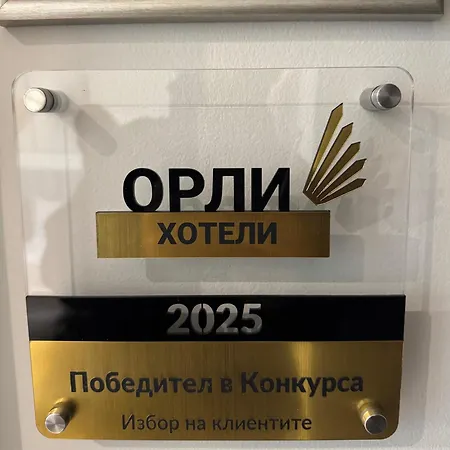 ОРЛИ
ХОТЕЛИ
2025
Победител в Конкурса
Избор на клиентите